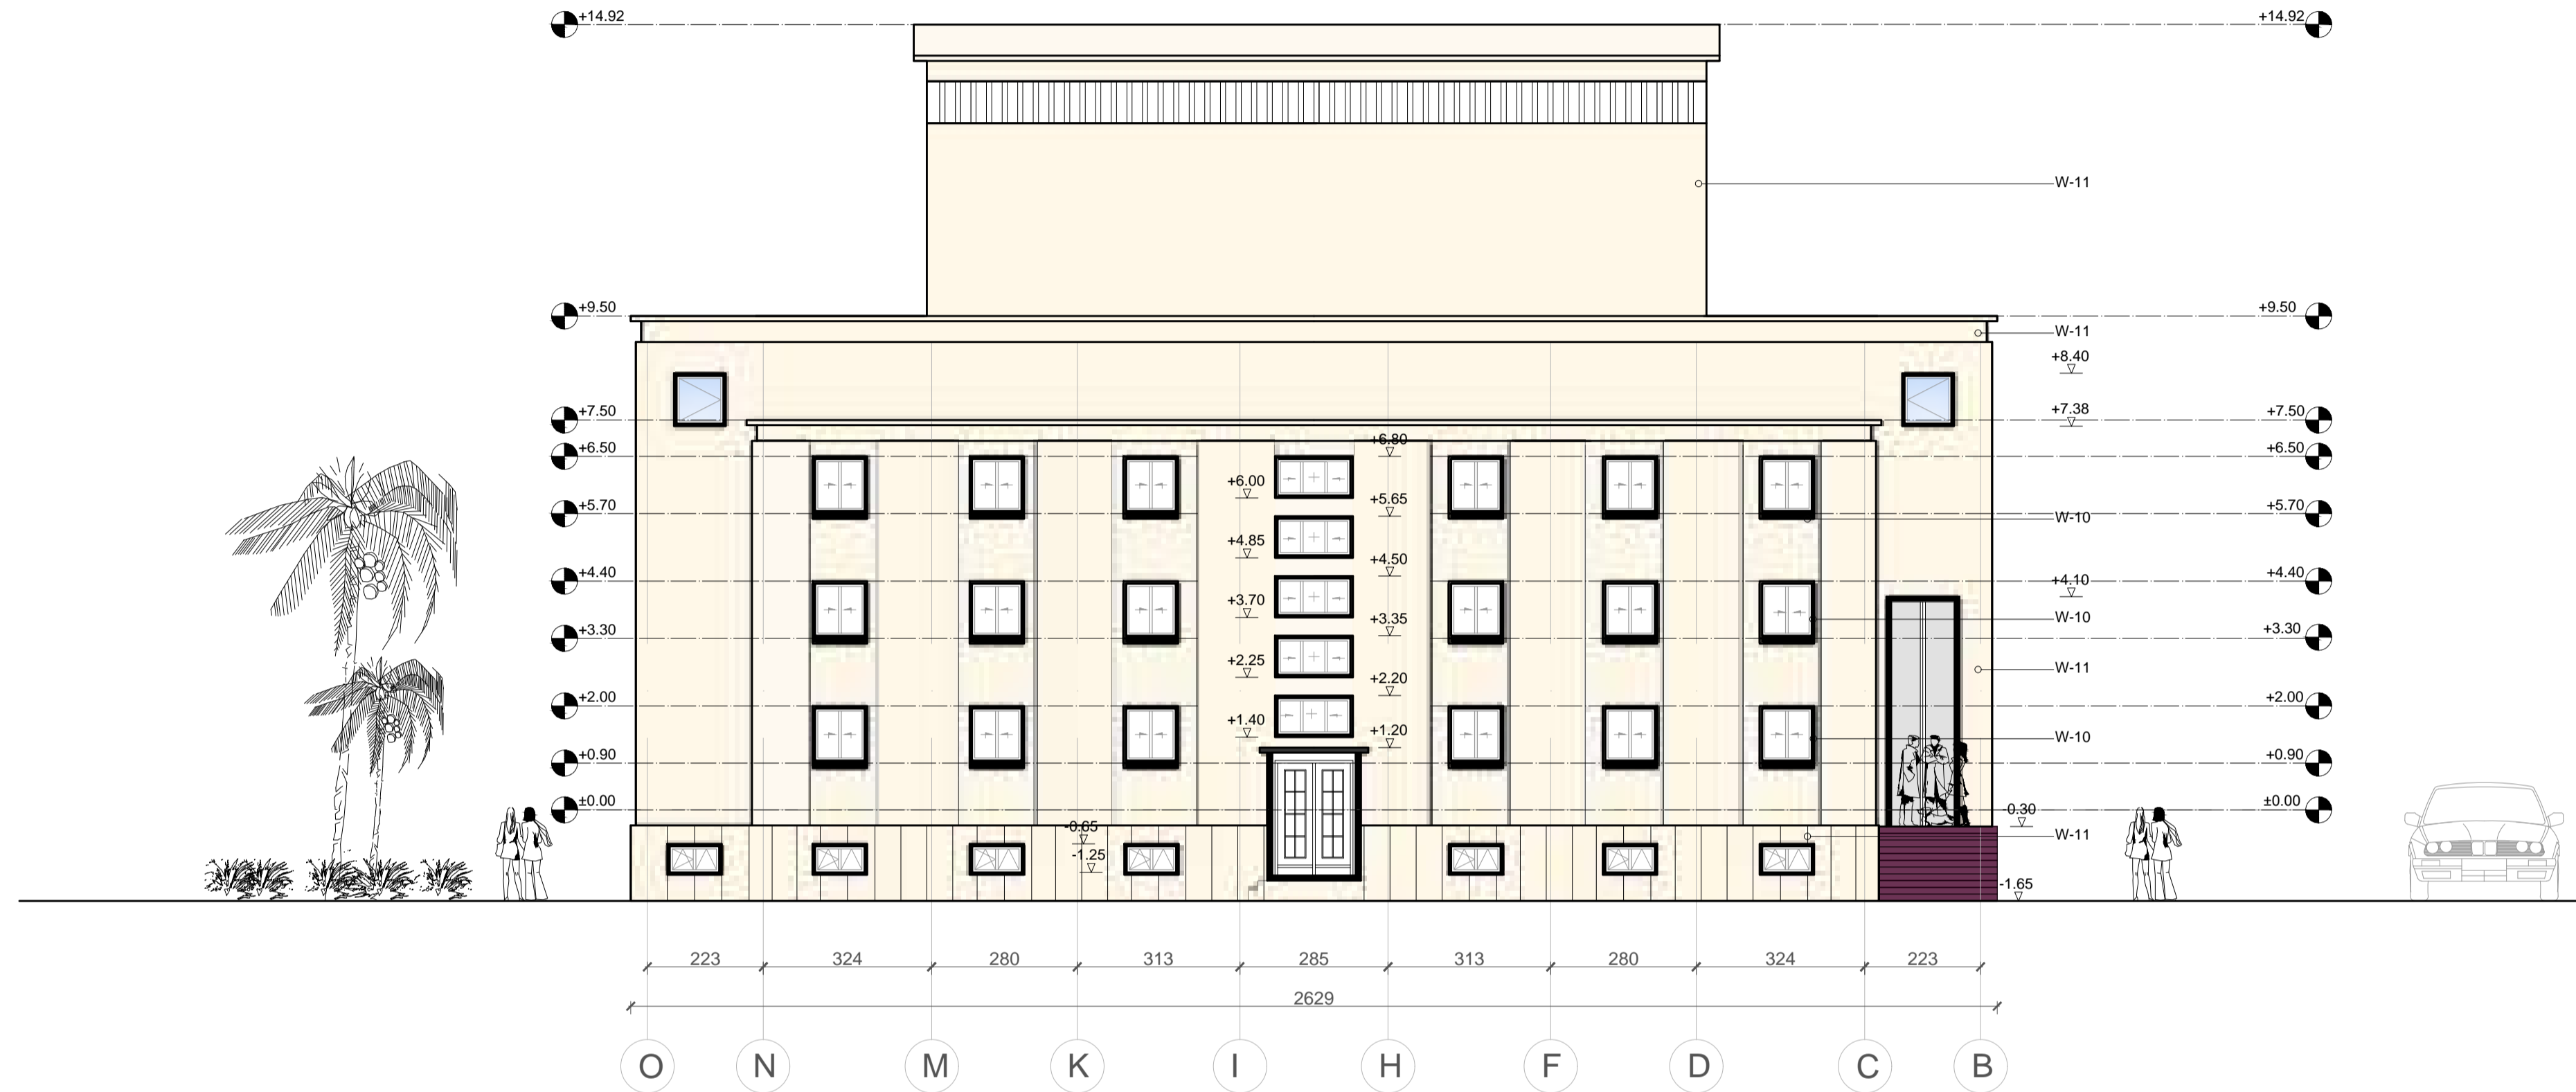 +14.92 +14.92
W-11
+9.50 +9.50
W-11
+8.40
+7.50 +7.38 +7.50
+6.80
+6.50 +6.50
+6.00
+5.65
+5.70 W-10 +5.70
+4.85
+4.50
+4.40 +4.10 +4.40
+3.70 W-10
+3.35
+3.30 +3.30
+2.25 W-11
+2.20
+2.00 +2.00
+1.40
+1.20 W-10
+0.90 +0.90
±0.00 -0.30 ±0.00
-0.65 W-11
-1.25
-1.65
223 324 280 313 285 313 280 324 223
2629
O N M K I H F D C B